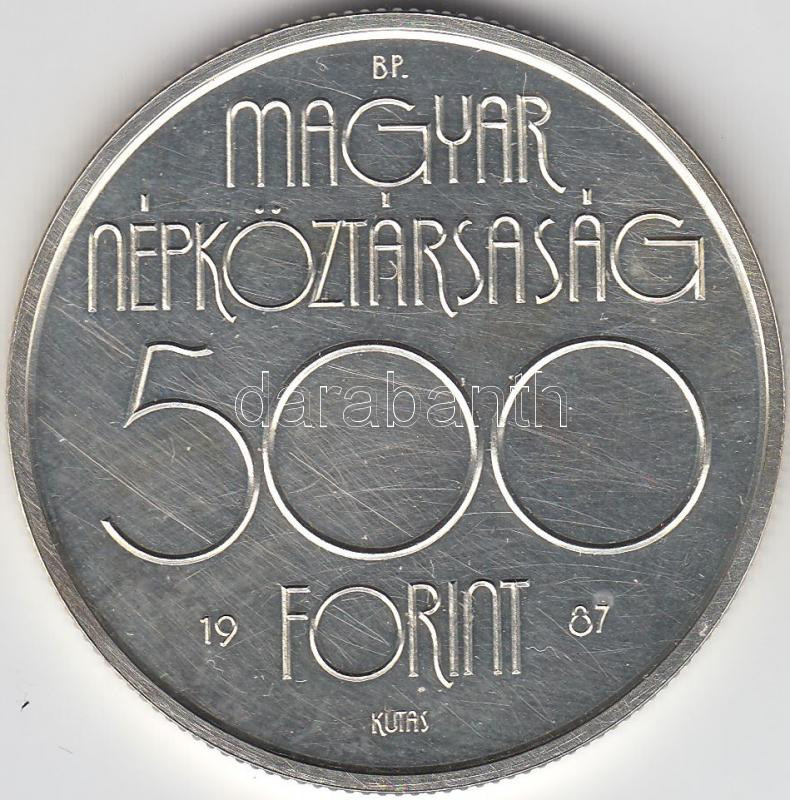 BP.
MAGYAR
NÉPKÖZTÁRSASÁG
500
darabanth
FORINT
19 87
KUTAS